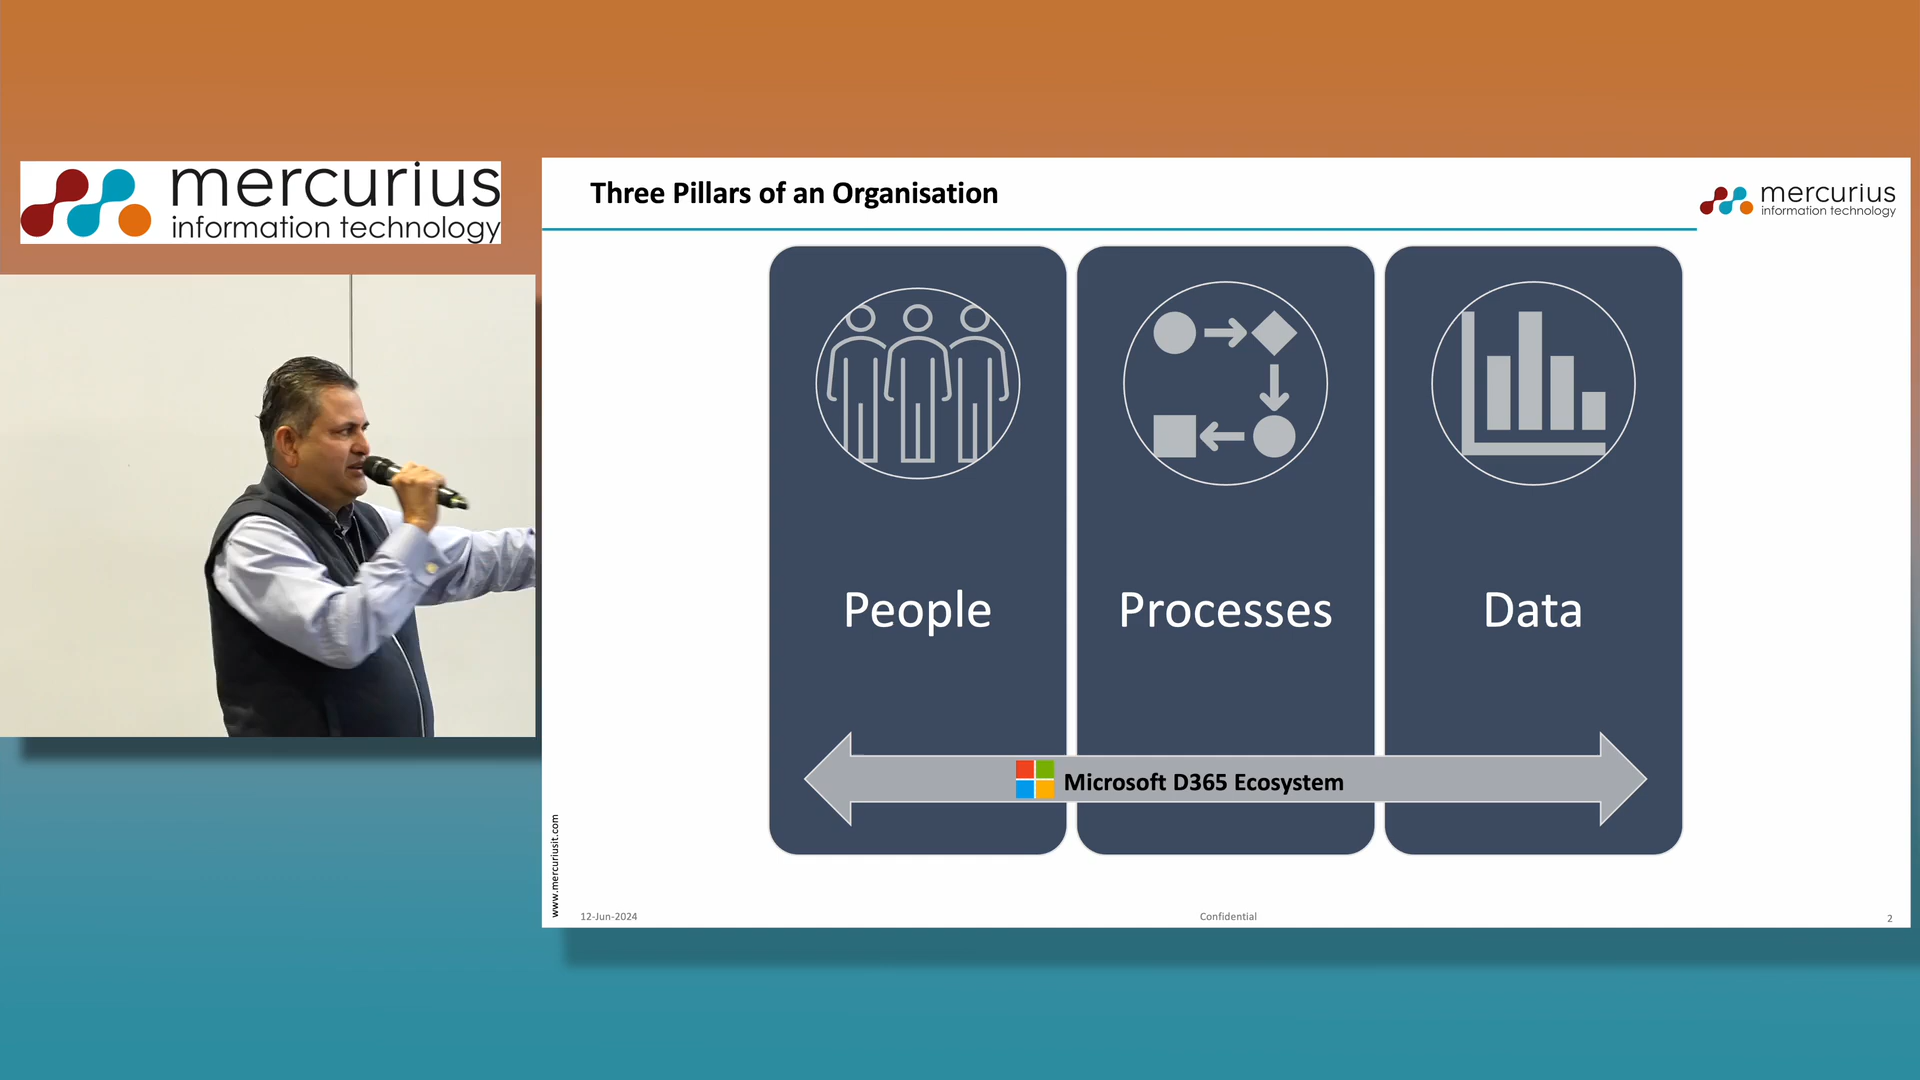 mercurius
information technology
Three Pillars of an Organisation
mercurius
information technology
People
Processes
Data
Microsoft D365 Ecosystem
www.mercuriusit.com
12-Jun-2024
Confidential
2